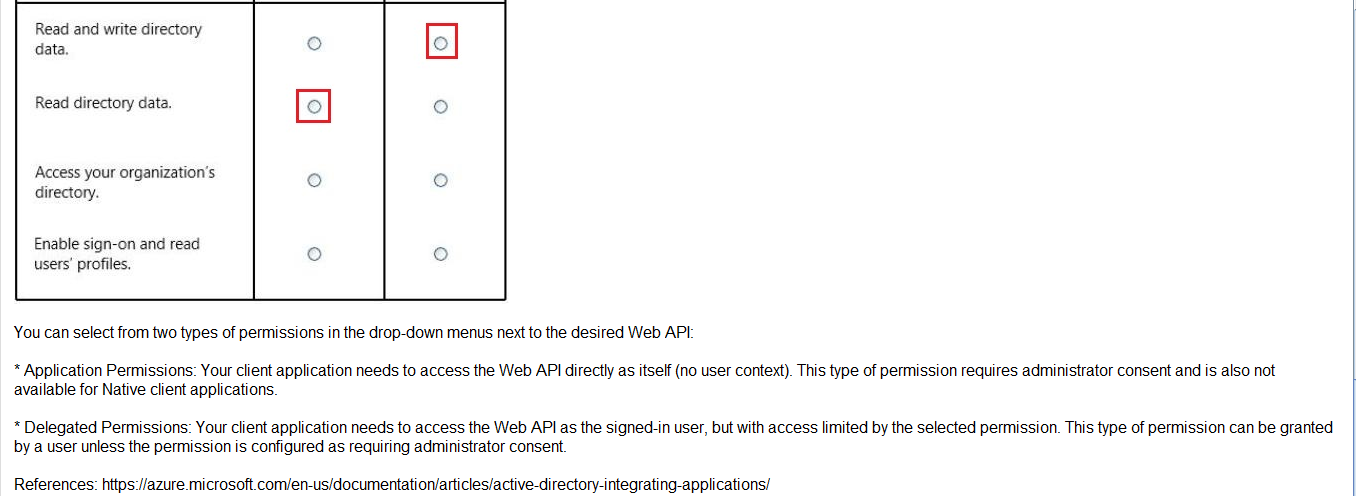 Read and write directory
data.
Read directory data.
Access your organization's
directory.
Enable sign-on and read
users' profiles.
You can select from two types of permissions in the drop-down menus next to the desired Web API:
* Application Permissions: Your client application needs to access the Web API directly as itself (no user context). This type of permission requires administrator consent and is also not
available for Native client applications.
* Delegated Permissions: Your client application needs to access the Web API as the signed-in user, but with access limited by the selected permission. This type of permission can be granted
by a user unless the permission is configured as requiring administrator consent.
References: https://azure.microsoft.com/en-us/documentation/articles/active-directory-integrating-applications/